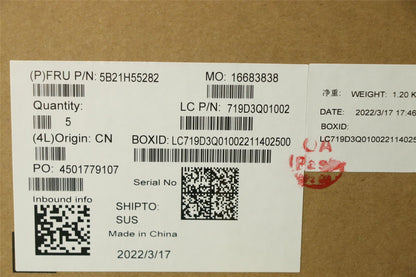 (P)FRU P/N: 5B21H55282
MO: 16683838
Quantity:
5
LC P/N: 719D3Q01002
(4L)Origin: CN
BOXID: LC719D3Q01002211402500
PO: 4501779107
Serial No
Inbound info
SHIPTO:
SUS
Made in China
2022/3/17
净重: WEIGHT: 1.20 K
DATE: 2022/3/17 17:46
BOXID:
LC719D3Q01002211402